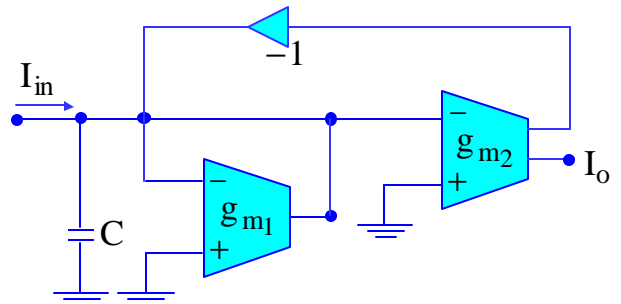 −1
I_in
− g_m2 +
I_o
− g_m1 +
C